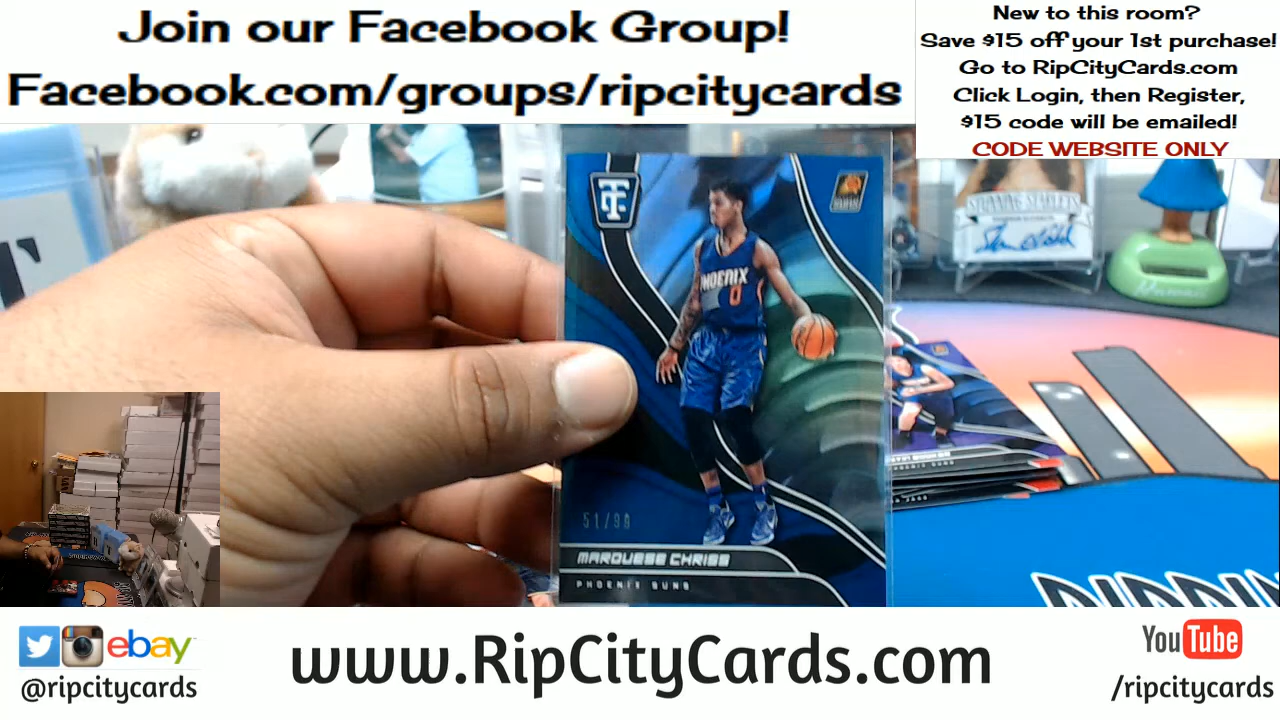 Join our Facebook Group!
Facebook.com/groups/ripcitycards
New to this room?
Save $15 off your 1st purchase!
Go to RipCityCards.com
Click Login, then Register,
$15 code will be emailed!
CODE WEBSITE ONLY
PHOENIX
0
51/99
MARQUESE CHRISS
PHOENIX SUNS
ebay
@ripcitycards
www.RipCityCards.com
YouTube
/ripcitycards